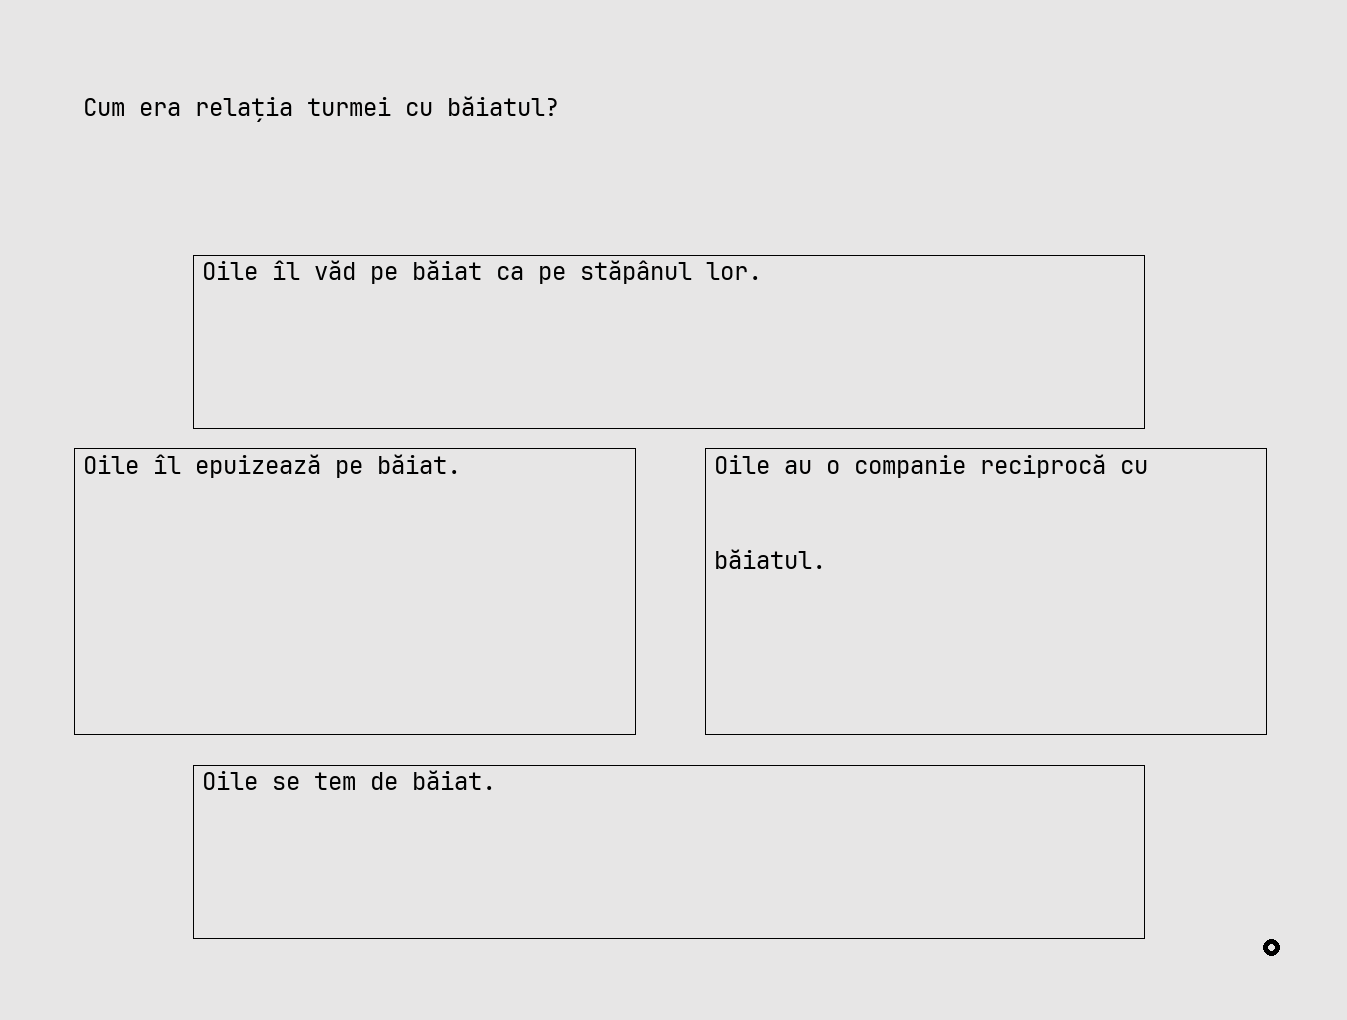 Cum era relația turmei cu băiatul?
Oile îl văd pe băiat ca pe stăpânul lor.
Oile îl epuizează pe băiat.
Oile au o companie reciprocă cu
băiatul.
Oile se tem de băiat.